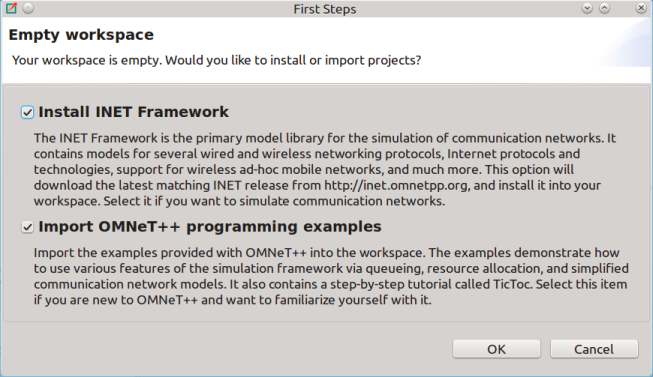 First Steps
Empty workspace
Your workspace is empty. Would you like to install or import projects?
Install INET Framework
The INET Framework is the primary model library for the simulation of communication networks. It
contains models for several wired and wireless networking protocols, Internet protocols and
technologies, support for wireless ad-hoc mobile networks, and much more. This option will
download the latest matching INET release from http://inet.omnetpp.org, and install it into your
workspace. Select it if you want to simulate communication networks.
Import OMNeT++ programming examples
Import the examples provided with OMNeT++ into the workspace. The examples demonstrate how
to use various features of the simulation framework via queueing, resource allocation, and simplified
communication network models. It also contains a step-by-step tutorial called TicToc. Select this item
if you are new to OMNeT++ and want to familiarize yourself with it.
OK
Cancel